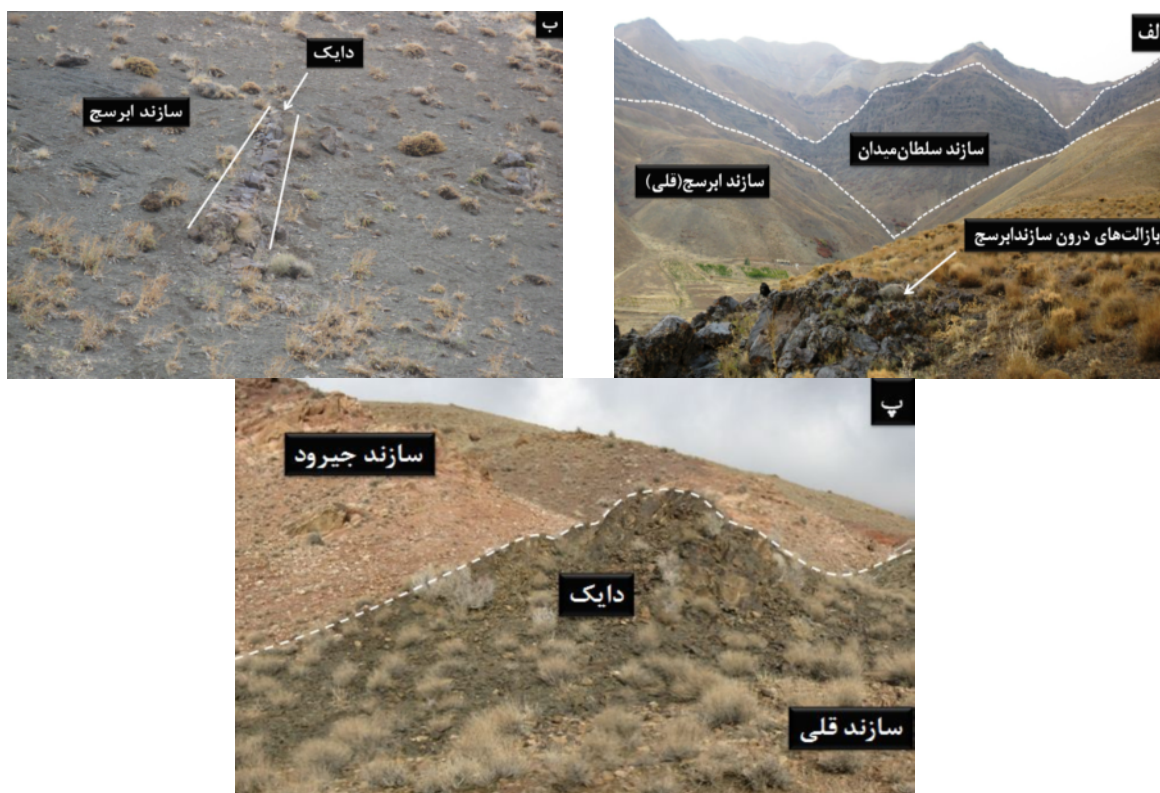 الف
سازند سلطان‌میدان
سازند ابرسج(قلی)
بازالت‌های درون سازندابرسج
ب
دایک
سازند ابرسج
پ
سازند جیرود
دایک
سازند قلی